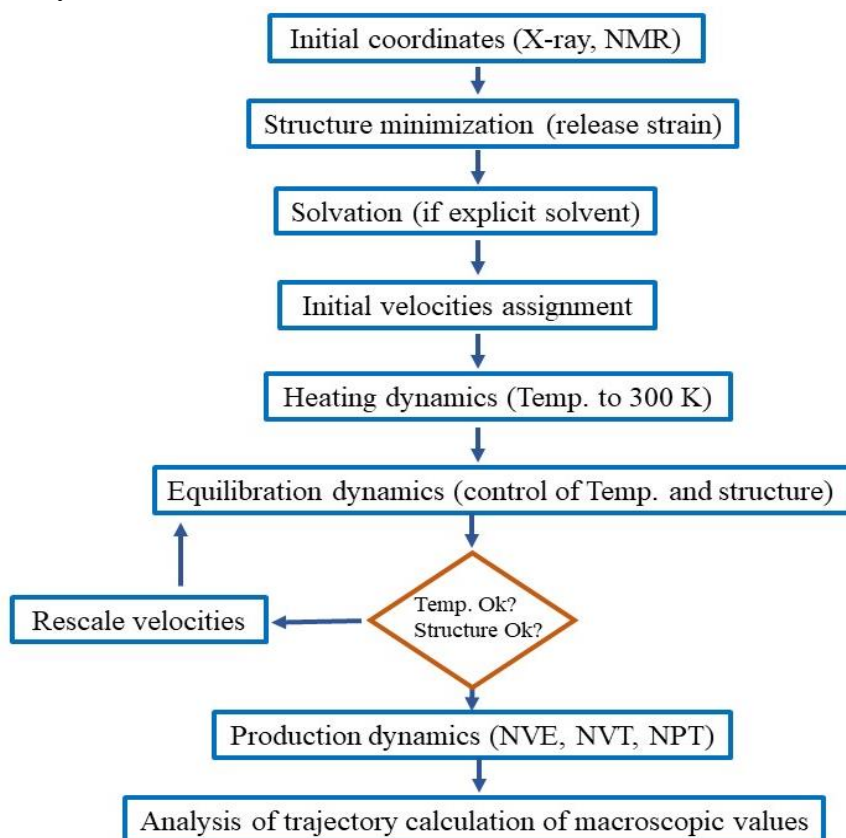 Initial coordinates (X-ray, NMR)
Structure minimization (release strain)
Solvation (if explicit solvent)
Initial velocities assignment
Heating dynamics (Temp. to 300 K)
Equilibration dynamics (control of Temp. and structure)
Temp. Ok?
Structure Ok?
Rescale velocities
Production dynamics (NVE, NVT, NPT)
Analysis of trajectory calculation of macroscopic values